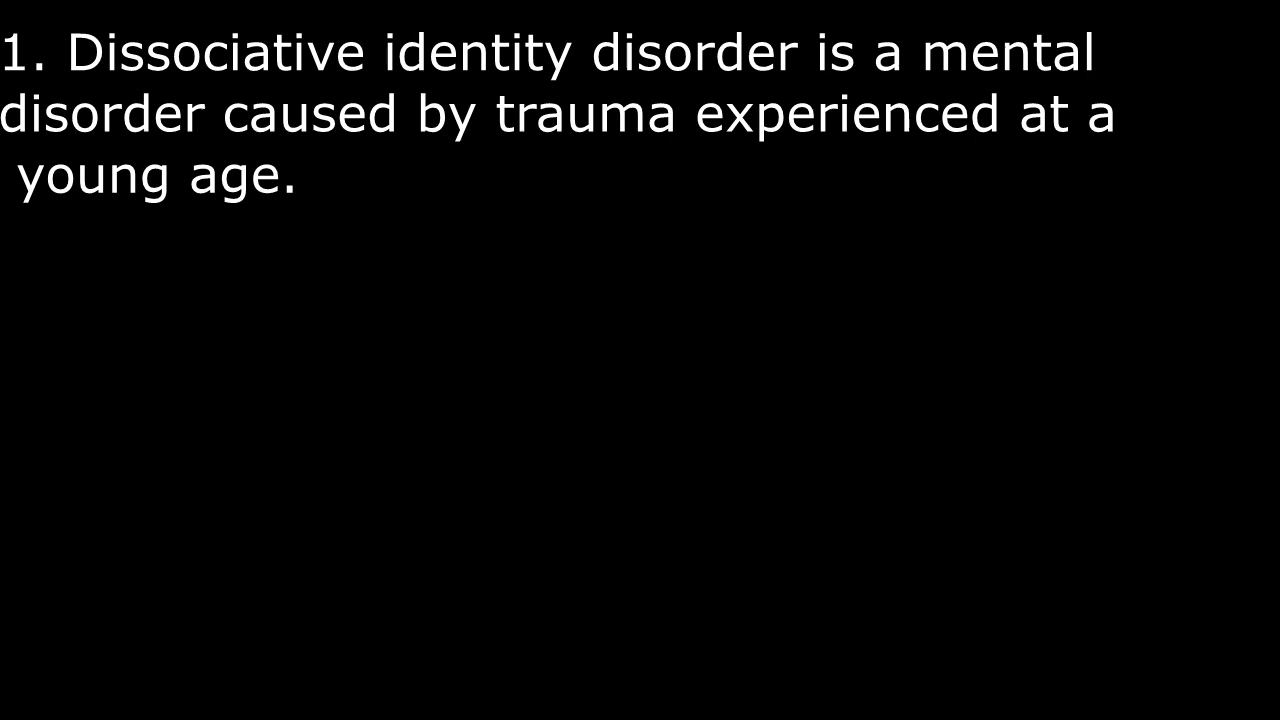 1. Dissociative identity disorder is a mental
disorder caused by trauma experienced at a
young age.